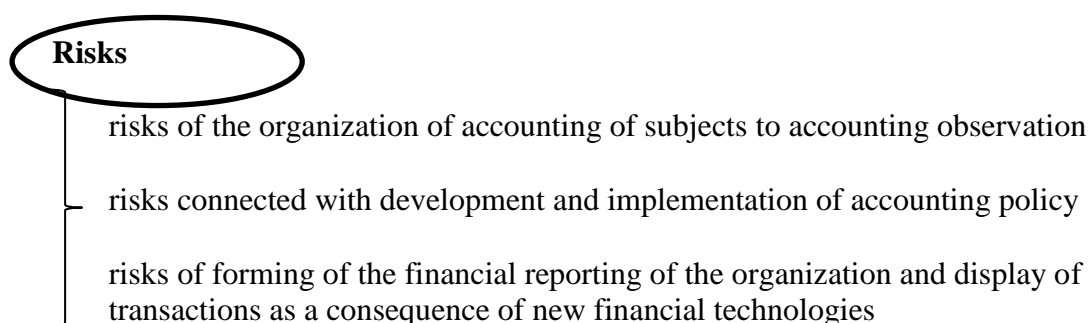 Risks
risks of the organization of accounting of subjects to accounting observation
risks connected with development and implementation of accounting policy
risks of forming of the financial reporting of the organization and display of
transactions as a consequence of new financial technologies